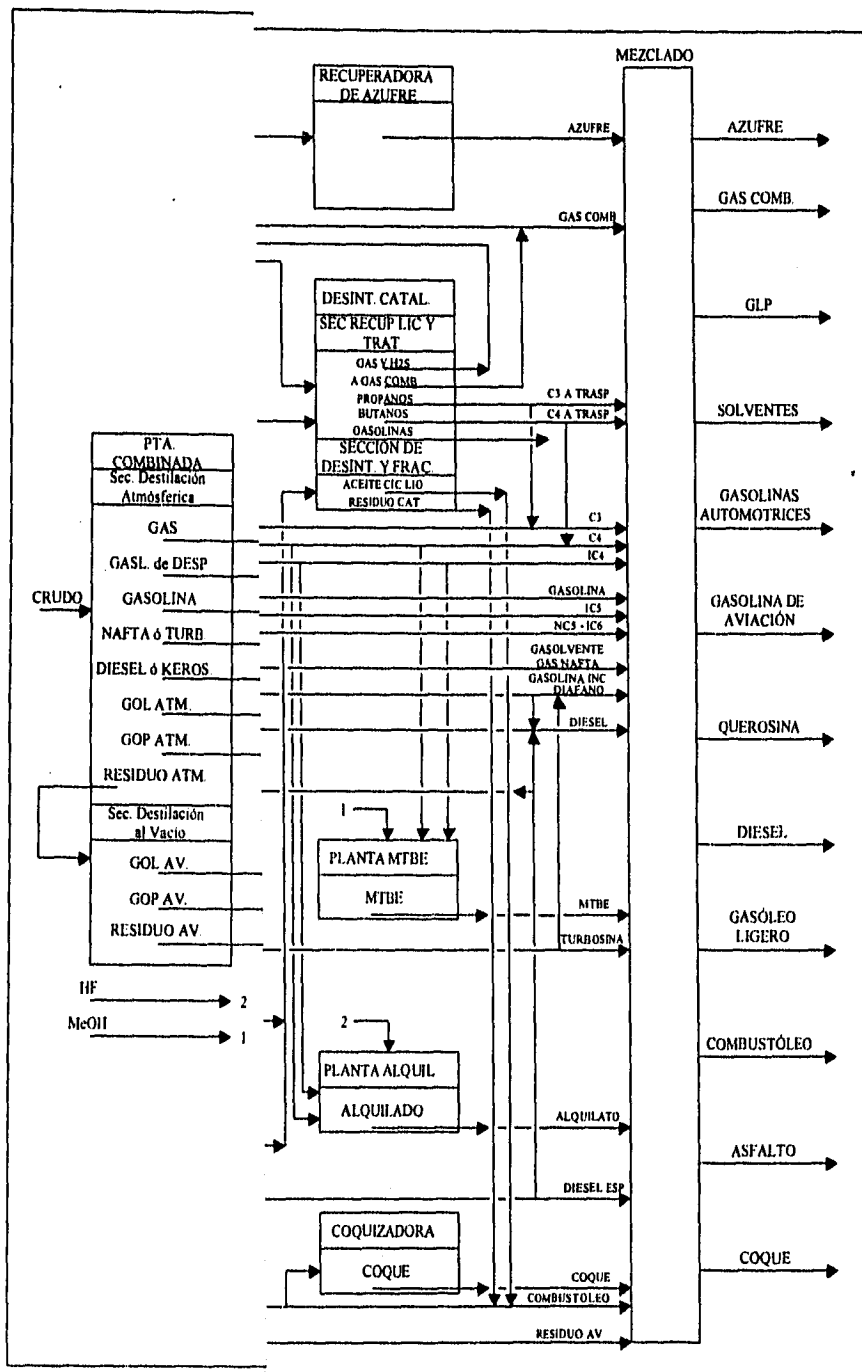 MEZCLADO
RECUPERADORA
DE AZUFRE
AZUFRE
AZUFRE
GAS COMB
GAS COMB.
DESINT. CATAL.
SEC RECUP LIC Y
TRAT
GAS Y H2S
A GAS COMB
PROPANOS
BUTANOS
GASOLINAS
SECCIÓN DE
DESINT. Y FRAC.
ACEITE CIC LIO
RESIDUO CAT
C3 A TRASP
C4 A TRASP
GLP
SOLVENTES
PTA.
COMBINADA
Sec. Destilación
Atmósferica
GAS
GASL. de DESP
CRUDO
GASOLINA
NAFTA ó TURB
DIESEL ó KEROS.
GOL ATM.
GOP ATM.
RESIDUO ATM.
Sec. Destilación
al Vacío
GOL AV.
GOP AV.
RESIDUO AV.
HF
2
MeOH
1
C3
C4
IC4
GASOLINA
IC5
NC5 - IC6
GASOLVENTE
GAS NAFTA
GASOLINA INC
DIAFANO
DIESEL
GASOLINAS
AUTOMOTRICES
GASOLINA DE
AVIACIÓN
QUEROSINA
1
PLANTA MTBE
MTBE
MTBE
TURBOSINA
DIESEL
GASÓLEO
LIGERO
2
PLANTA ALQUIL
ALQUILADO
ALQUILATO
COMBUSTÓLEO
ASFALTO
DIESEL ESP
COQUIZADORA
COQUE
COQUE
COMBUSTOLEO
RESIDUO AV
COQUE